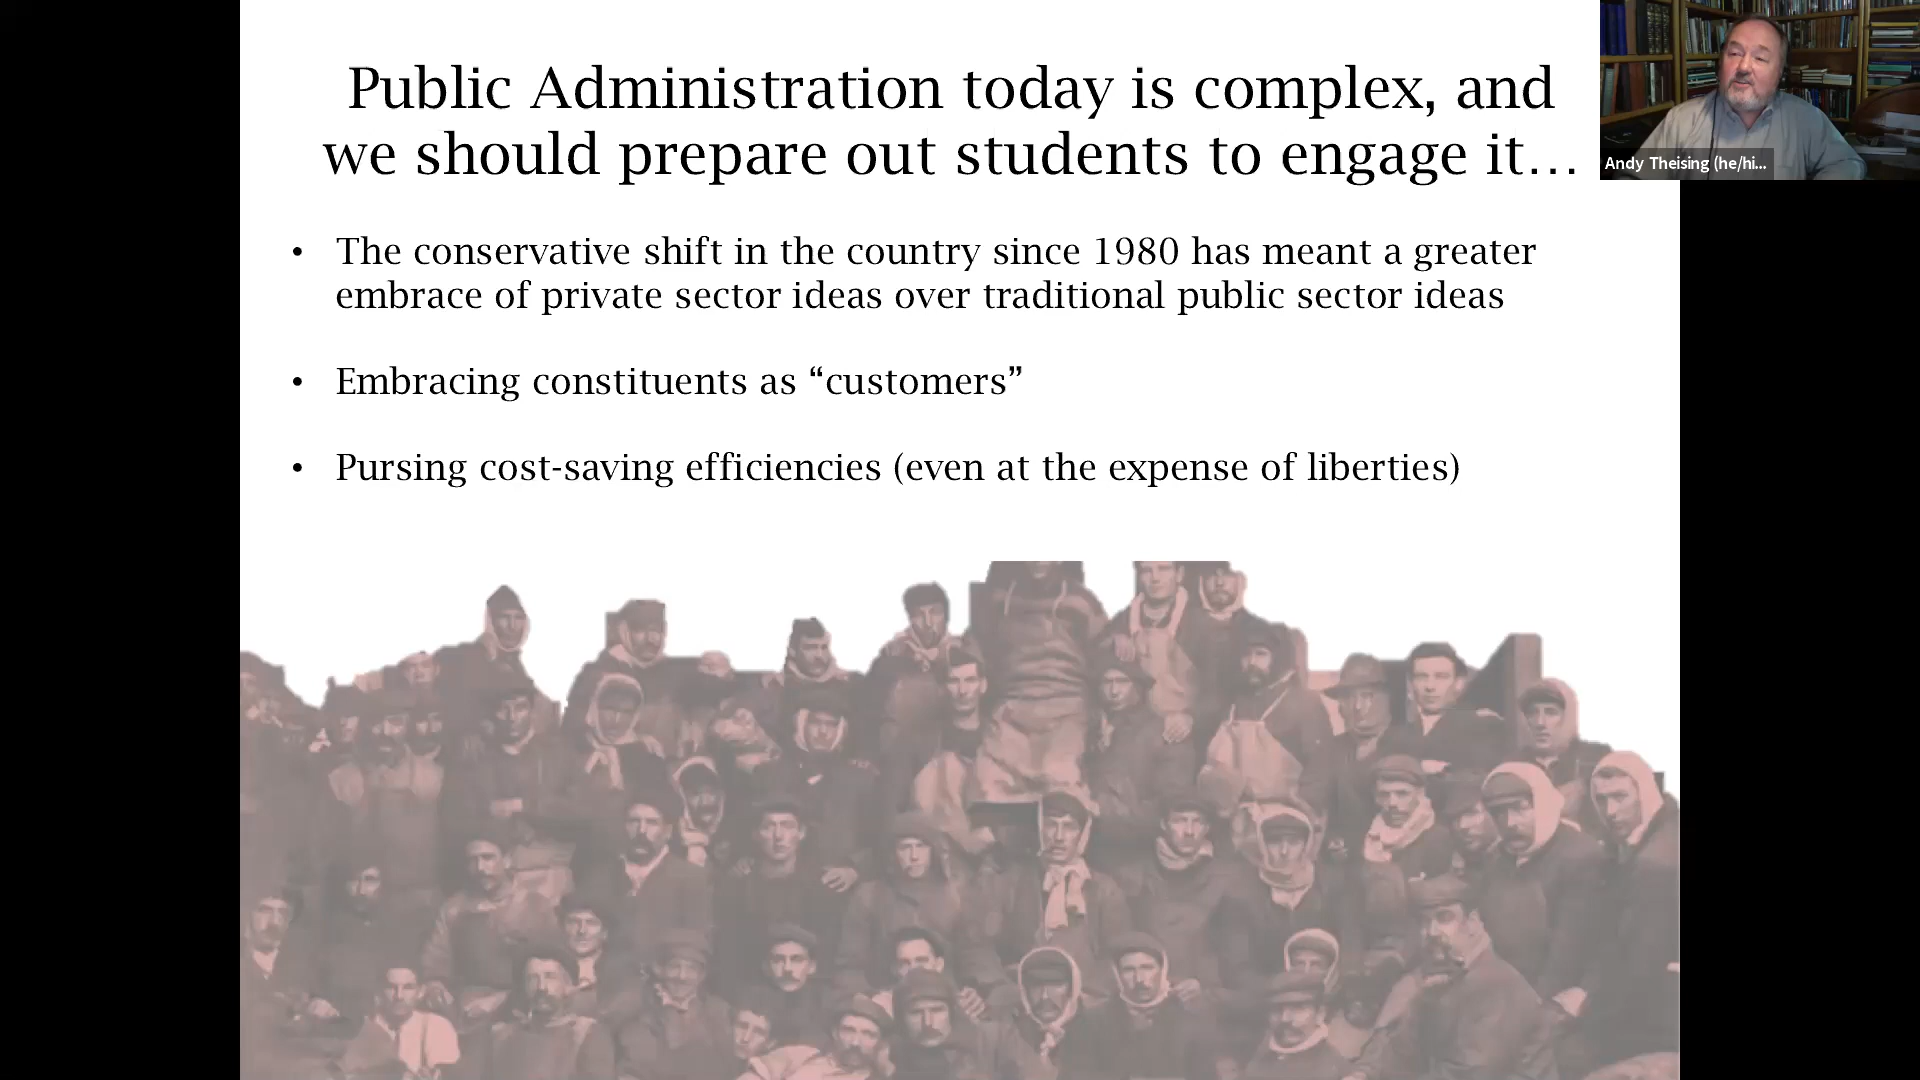 Public Administration today is complex, and
we should prepare out students to engage it…
Andy Theising (he/hi...
• The conservative shift in the country since 1980 has meant a greater
embrace of private sector ideas over traditional public sector ideas
• Embracing constituents as “customers”
• Pursing cost-saving efficiencies (even at the expense of liberties)